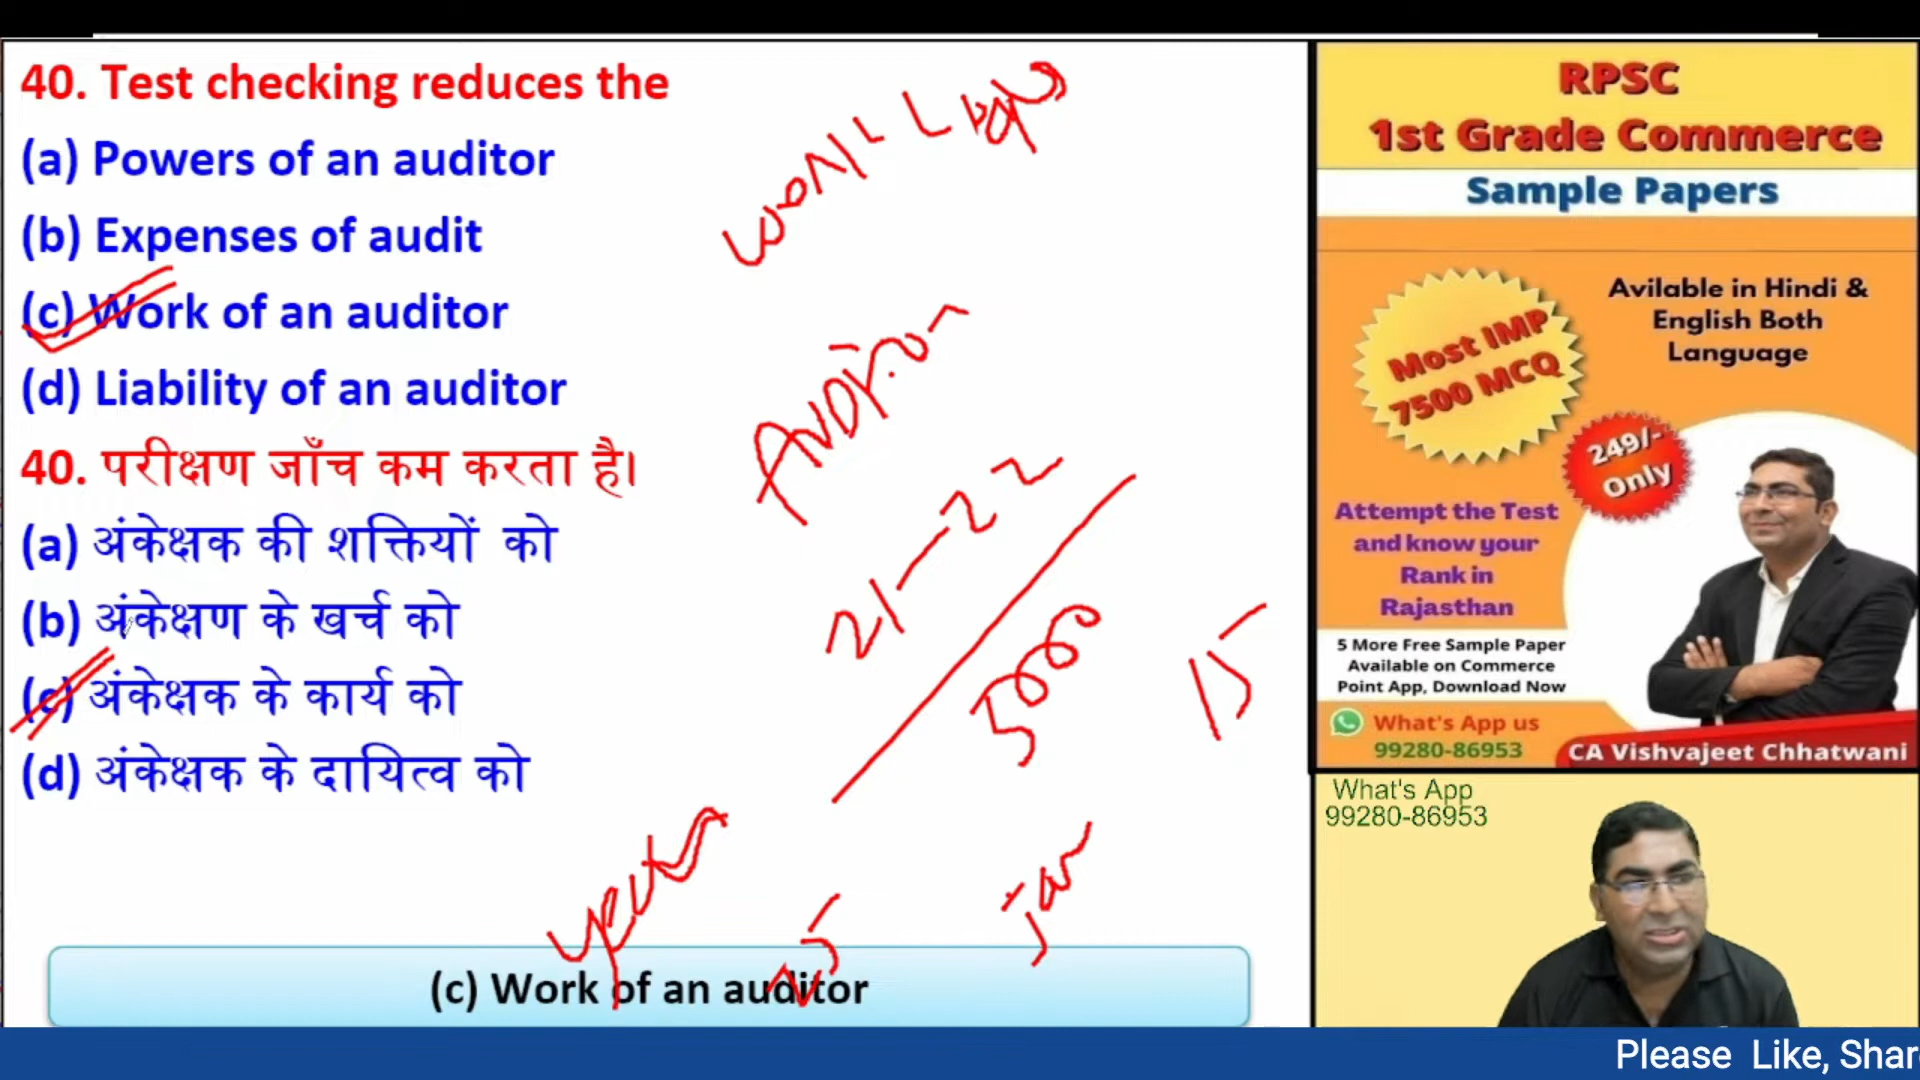 40. Test checking reduces the
(a) Powers of an auditor
(b) Expenses of audit
(c) Work of an auditor
(d) Liability of an auditor
40. परीक्षण जाँच कम करता है।
(a) अंकेक्षक की शक्तियों को
(b) अंकेक्षण के खर्च को
(c) अंकेक्षक के कार्य को
(d) अंकेक्षक के दायित्व को
(c) Work of an auditor
Work
Auditor
21-22
5000
15
Jan
25
RPSC
1st Grade Commerce
Sample Papers
Avilable in Hindi &
English Both
Language
Most IMP
7500 MCQ
249/-
Only
Attempt the Test
and know your
Rank in
Rajasthan
5 More Free Sample Paper
Available on Commerce
Point App, Download Now
What's App us
99280-86953
CA Vishvajeet Chhatwani
What's App
99280-86953
Please Like, Shar